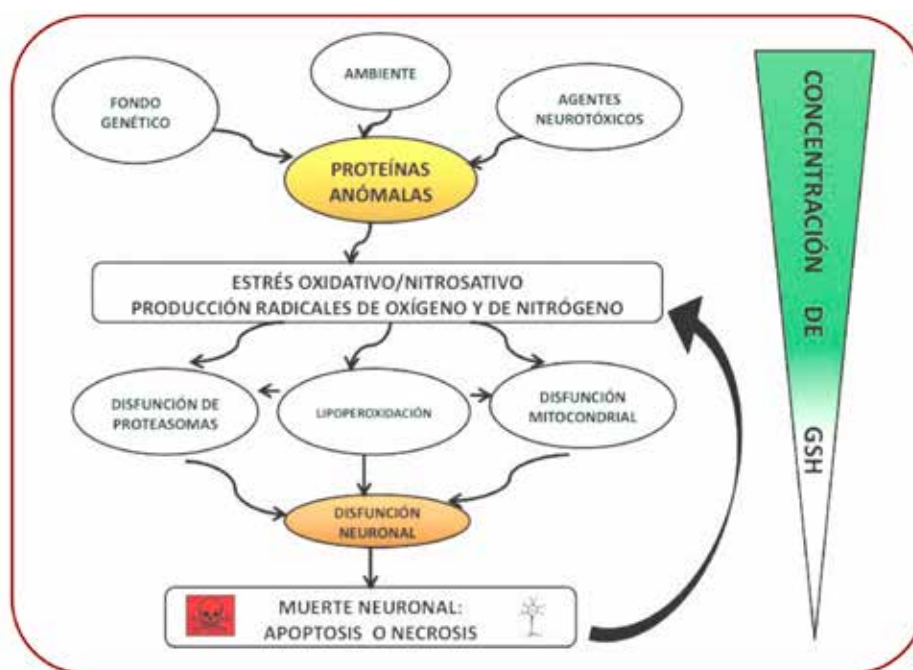 FONDO
GENÉTICO
AMBIENTE
AGENTES
NEUROTÓXICOS
PROTEÍNAS
ANÓMALAS
ESTRÉS OXIDATIVO/NITROSATIVO
PRODUCCIÓN RADICALES DE OXÍGENO Y DE NITRÓGENO
DISFUNCIÓN DE
PROTEASOMAS
LIPOPEROXIDACIÓN
DISFUNCIÓN
MITOCONDRIAL
DISFUNCIÓN
NEURONAL
MUERTE NEURONAL:
APOPTOSIS O NECROSIS
CONCENTRACIÓN DE GSH